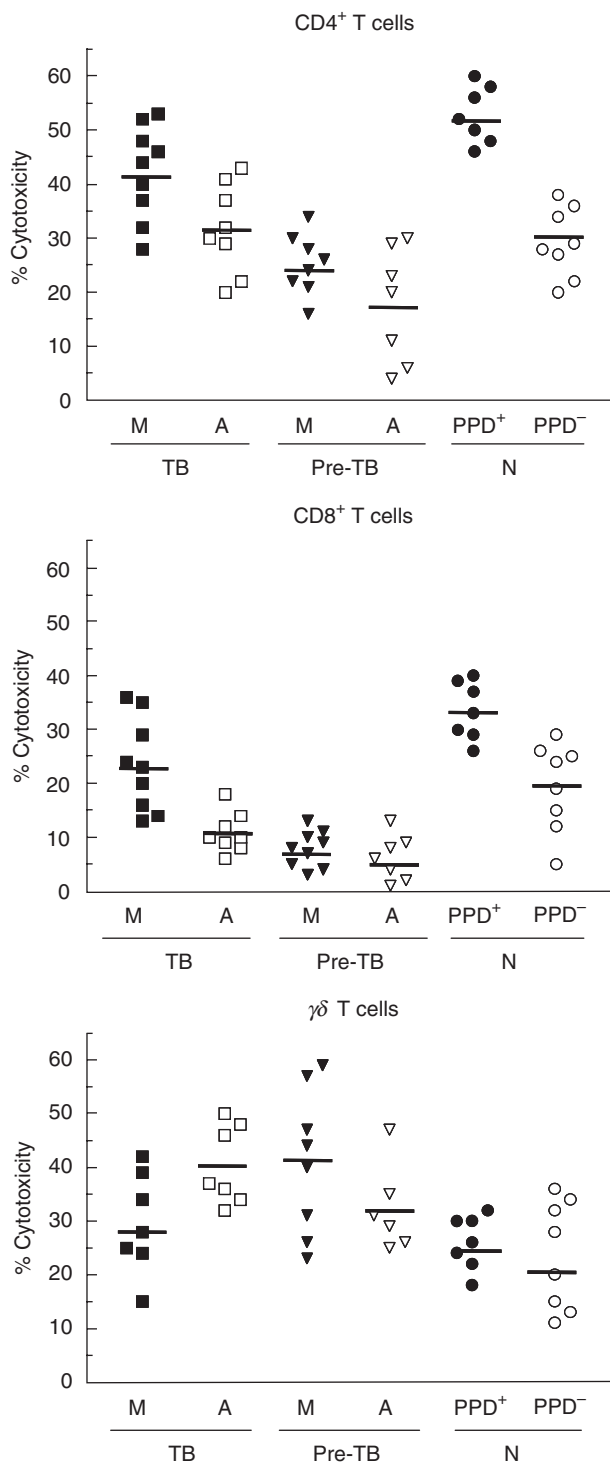 CD4⁺ T cells
% Cytotoxicity
60
50
40
30
20
10
0
M A M A PPD⁺ PPD⁻
TB Pre-TB N
CD8⁺ T cells
% Cytotoxicity
60
50
40
30
20
10
0
M A M A PPD⁺ PPD⁻
TB Pre-TB N
γδ T cells
% Cytotoxicity
60
50
40
30
20
10
0
M A M A PPD⁺ PPD⁻
TB Pre-TB N